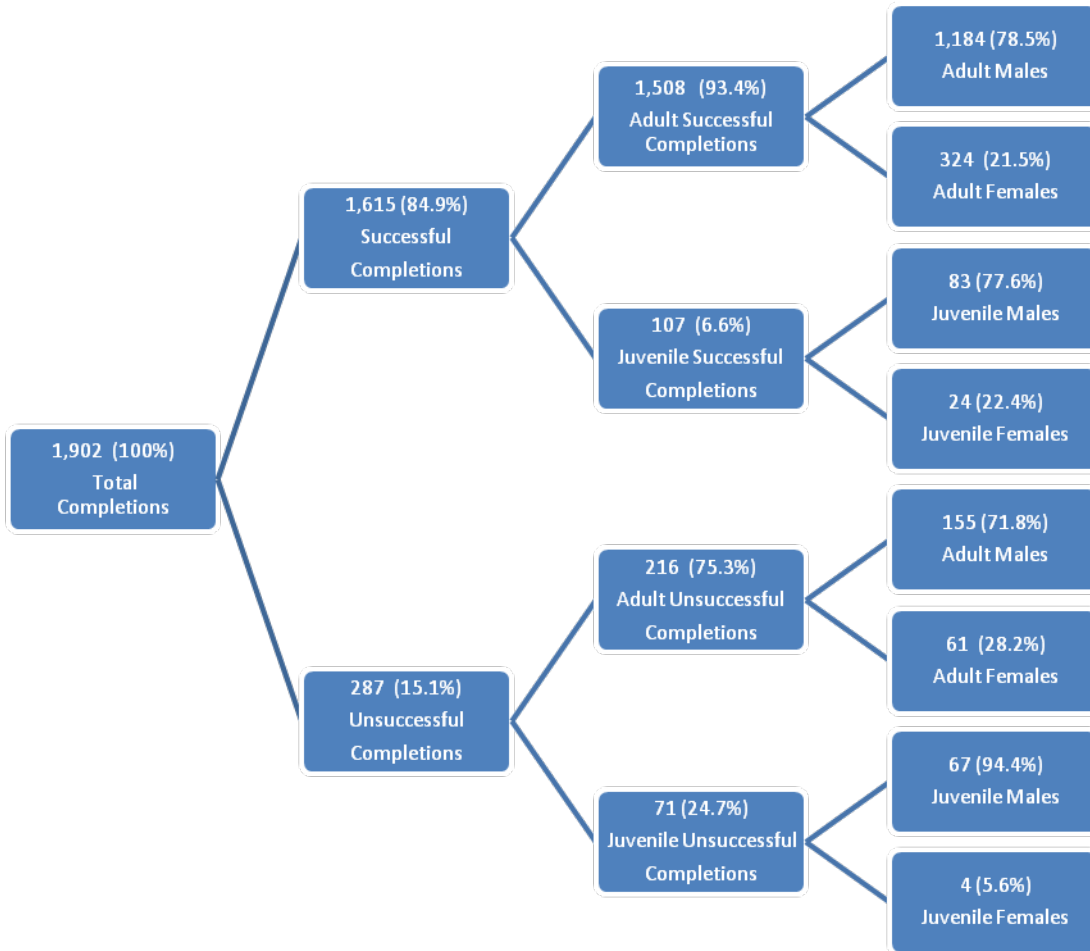 1,902 (100%)
Total
Completions
1,615 (84.9%)
Successful
Completions
287 (15.1%)
Unsuccessful
Completions
1,508 (93.4%)
Adult Successful
Completions
107 (6.6%)
Juvenile Successful
Completions
216 (75.3%)
Adult Unsuccessful
Completions
71 (24.7%)
Juvenile Unsuccessful
Completions
1,184 (78.5%)
Adult Males
324 (21.5%)
Adult Females
83 (77.6%)
Juvenile Males
24 (22.4%)
Juvenile Females
155 (71.8%)
Adult Males
61 (28.2%)
Adult Females
67 (94.4%)
Juvenile Males
4 (5.6%)
Juvenile Females